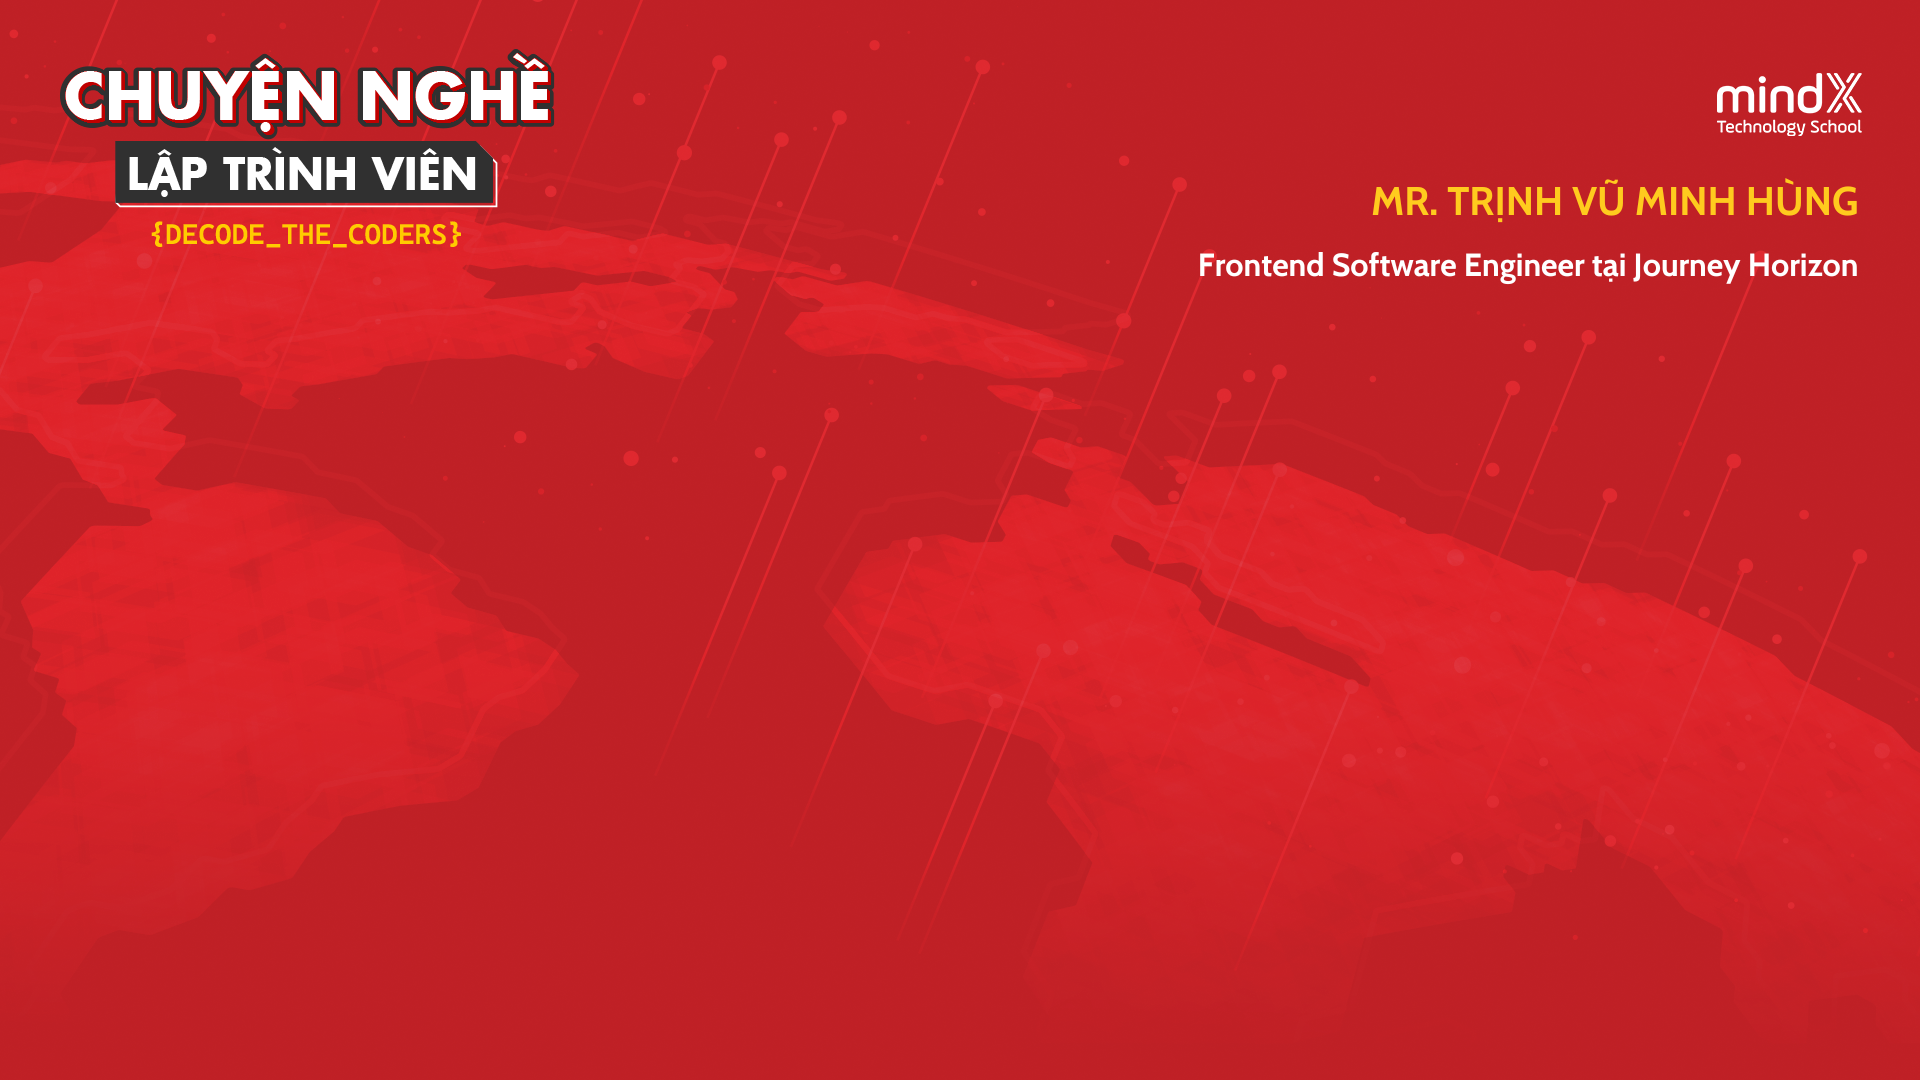 CHUYỆN NGHỀ
LẬP TRÌNH VIÊN
{DECODE_THE_CODERS}
mindX
Technology School
MR. TRỊNH VŨ MINH HÙNG
Frontend Software Engineer tại Journey Horizon